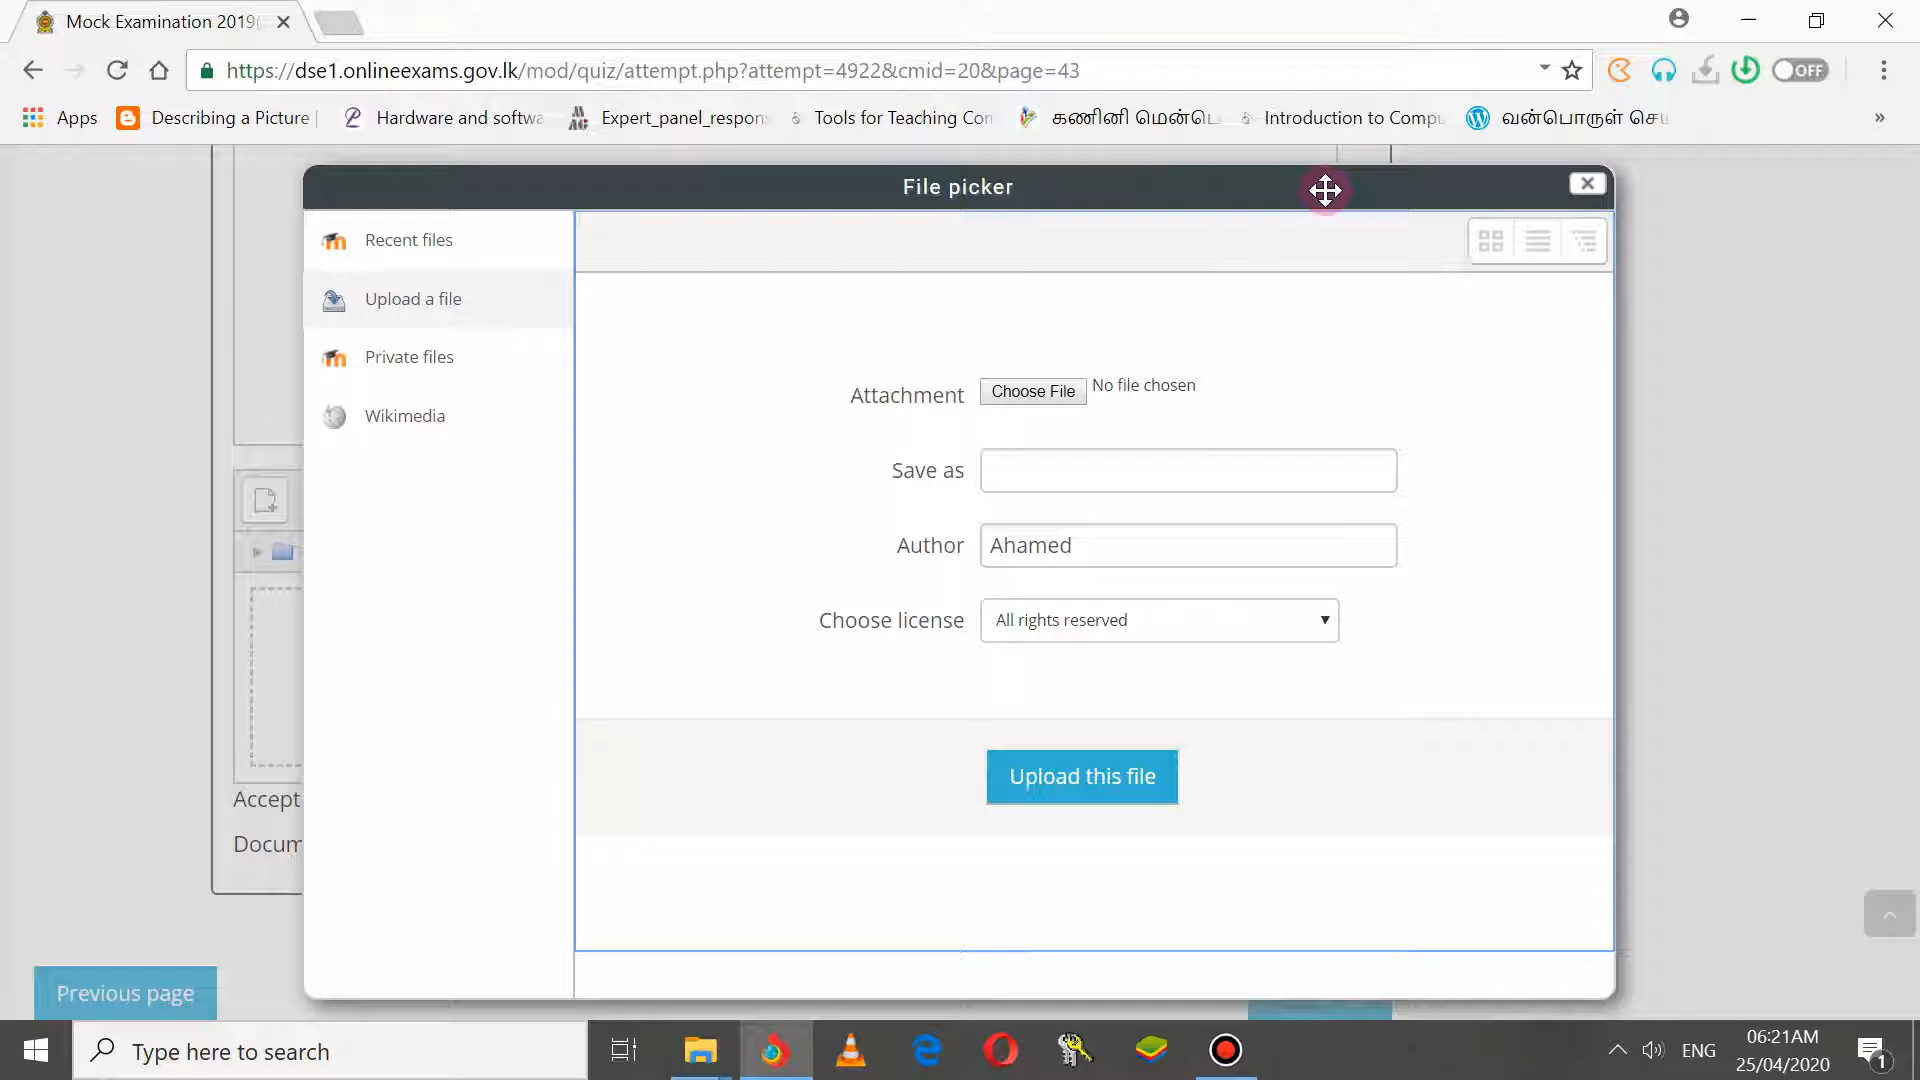 Mock Examination 2019(
https://dse1.onlineexams.gov.lk/mod/quiz/attempt.php?attempt=4922&cmid=20&page=43
OFF
Apps Describing a Picture Hardware and softwa Expert_panel_respon Tools for Teaching Con கணினி மென்பெ Introduction to Compu வன்பொருள் செய
File picker
Recent files
Upload a file
Private files
Wikimedia
Attachment Choose File No file chosen
Save as
Author Ahamed
Choose license All rights reserved
Upload this file
Accept
Docum
Previous page
Type here to search
ENG
06:21AM
25/04/2020
1